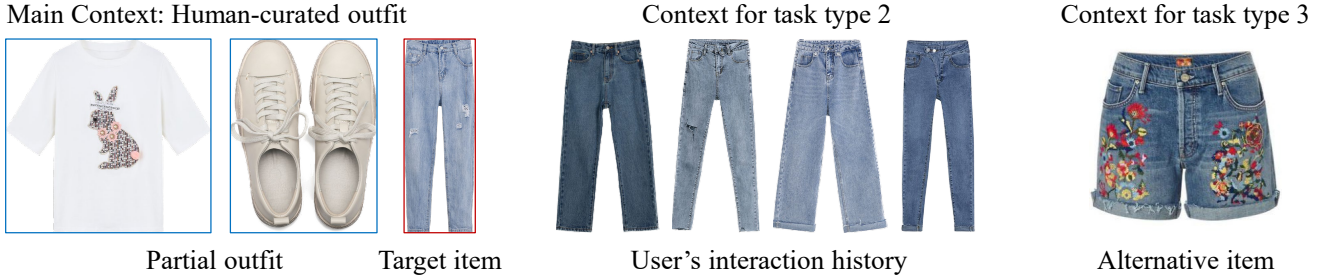 Main Context: Human-curated outfit
Context for task type 2
Context for task type 3
Partial outfit
Target item
User's interaction history
Alternative item